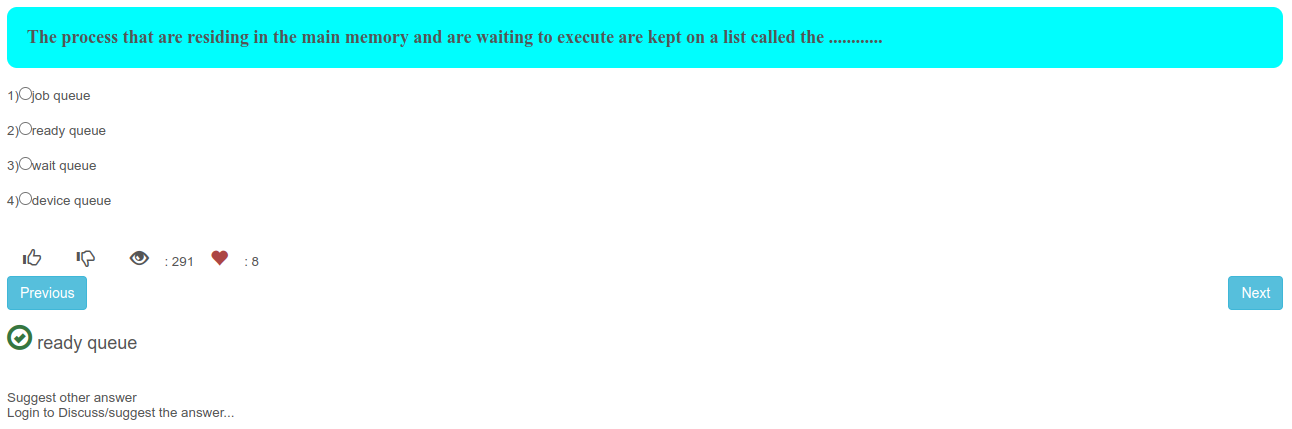 The process that are residing in the main memory and are waiting to execute are kept on a list called the ............
1)job queue
2)ready queue
3)wait queue
4)device queue
: 291 : 8
Previous Next
ready queue
Suggest other answer
Login to Discuss/suggest the answer...